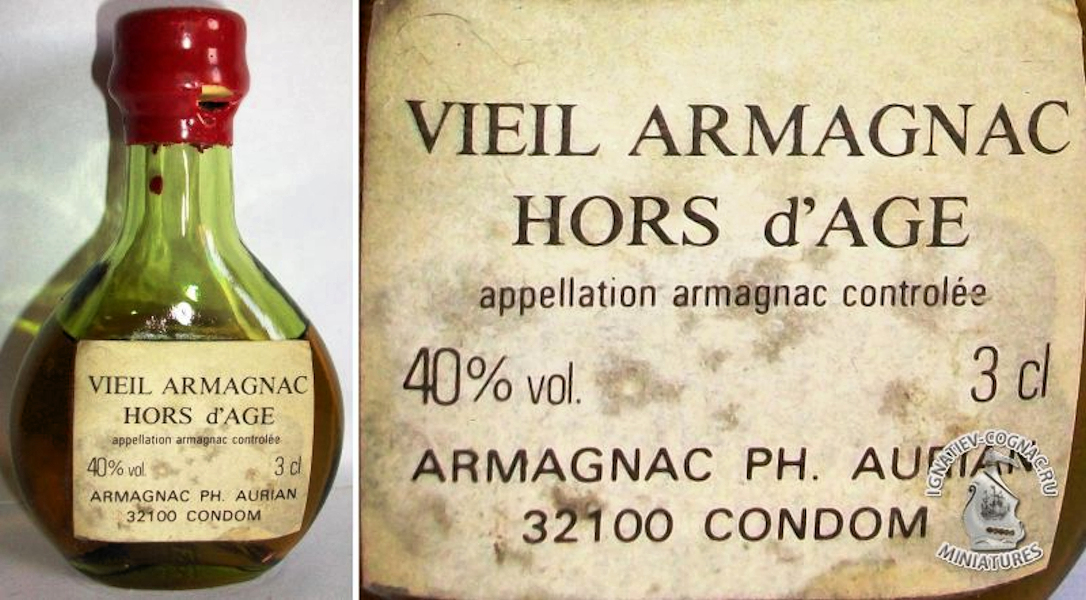 VIEIL ARMAGNAC
HORS d'AGE
appellation armagnac controlée
40% vol. 3 cl
ARMAGNAC PH. AURIAN
32100 CONDOM
VIEIL ARMAGNAC
HORS d'AGE
appellation armagnac controlée
40% vol. 3 cl
ARMAGNAC PH. AURIAN
32100 CONDOM
IGNATIEV-COGNAC.RU
MINIATURES